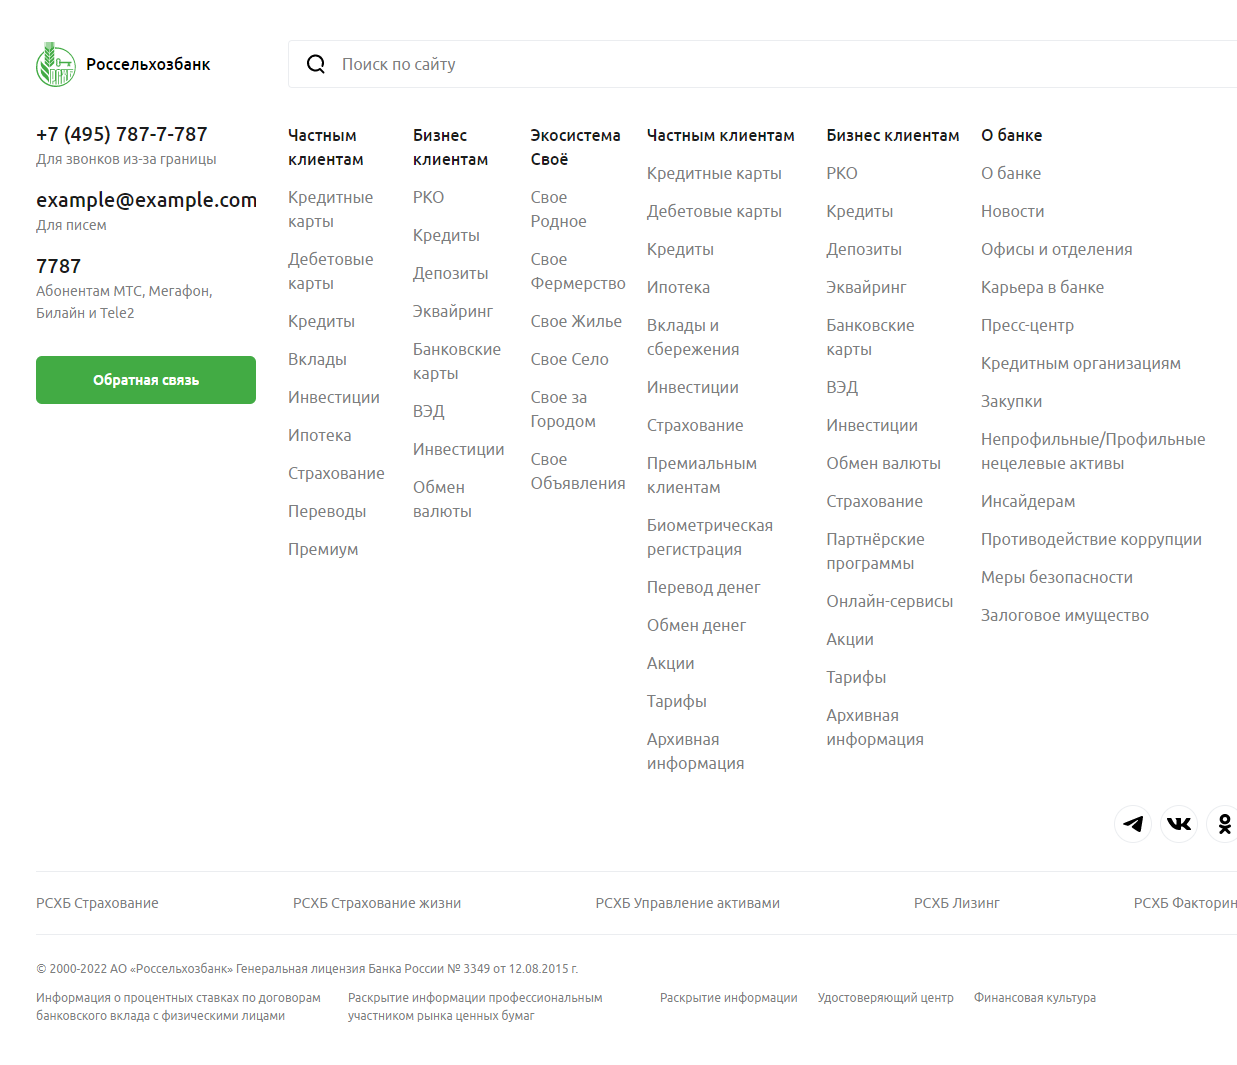 Россельхозбанк
Поиск по сайту
+7 (495) 787-7-787
Для звонков из-за границы
example@example.com
Для писем
7787
Абонентам МТС, Мегафон,
Билайн и Tele2
Обратная связь
Частным
клиентам
Кредитные
карты
Дебетовые
карты
Кредиты
Вклады
Инвестиции
Ипотека
Страхование
Переводы
Премиум
Бизнес
клиентам
РКО
Кредиты
Депозиты
Эквайринг
Банковские
карты
ВЭД
Инвестиции
Обмен
валюты
Экосистема
Своё
Свое
Родное
Свое
Фермерство
Свое Жилье
Свое Село
Свое за
Городом
Свое
Объявления
Частным клиентам
Кредитные карты
Дебетовые карты
Кредиты
Ипотека
Вклады и
сбережения
Инвестиции
Страхование
Премиальным
клиентам
Биометрическая
регистрация
Перевод денег
Обмен денег
Акции
Тарифы
Архивная
информация
Бизнес клиентам
РКО
Кредиты
Депозиты
Эквайринг
Банковские
карты
ВЭД
Инвестиции
Обмен валюты
Страхование
Партнёрские
программы
Онлайн-сервисы
Акции
Тарифы
Архивная
информация
О банке
О банке
Новости
Офисы и отделения
Карьера в банке
Пресс-центр
Кредитным организациям
Закупки
Непрофильные/Профильные
нецелевые активы
Инсайдерам
Противодействие коррупции
Меры безопасности
Залоговое имущество
РСХБ Страхование
РСХБ Страхование жизни
РСХБ Управление активами
РСХБ Лизинг
РСХБ Факторин
© 2000-2022 АО «Россельхозбанк» Генеральная лицензия Банка России № 3349 от 12.08.2015 г.
Информация о процентных ставках по договорам
банковского вклада с физическими лицами
Раскрытие информации профессиональным
участником рынка ценных бумаг
Раскрытие информации
Удостоверяющий центр
Финансовая культура